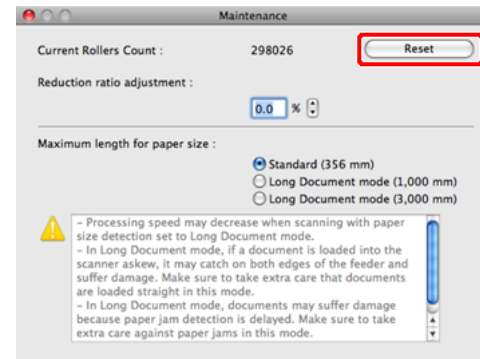 Maintenance
Current Rollers Count : 298026 Reset
Reduction ratio adjustment :
0.0 %
Maximum length for paper size :
Standard (356 mm)
Long Document mode (1,000 mm)
Long Document mode (3,000 mm)
– Processing speed may decrease when scanning with paper
size detection set to Long Document mode.
– In Long Document mode, if a document is loaded into the
scanner askew, it may catch on both edges of the feeder and
suffer damage. Make sure to take extra care that documents
are loaded straight in this mode.
– In Long Document mode, documents may suffer damage
because paper jam detection is delayed. Make sure to take
extra care against paper jams in this mode.